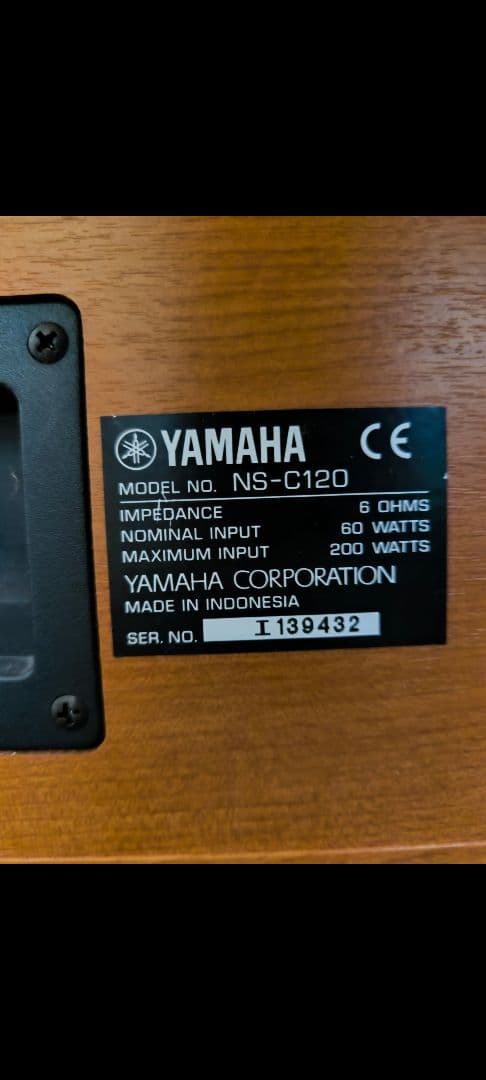 YAMAHA CE
MODEL NO. NS-C120
IMPEDANCE 6 OHMS
NOMINAL INPUT 60 WATTS
MAXIMUM INPUT 200 WATTS
YAMAHA CORPORATION
MADE IN INDONESIA
SER. NO. I 139432